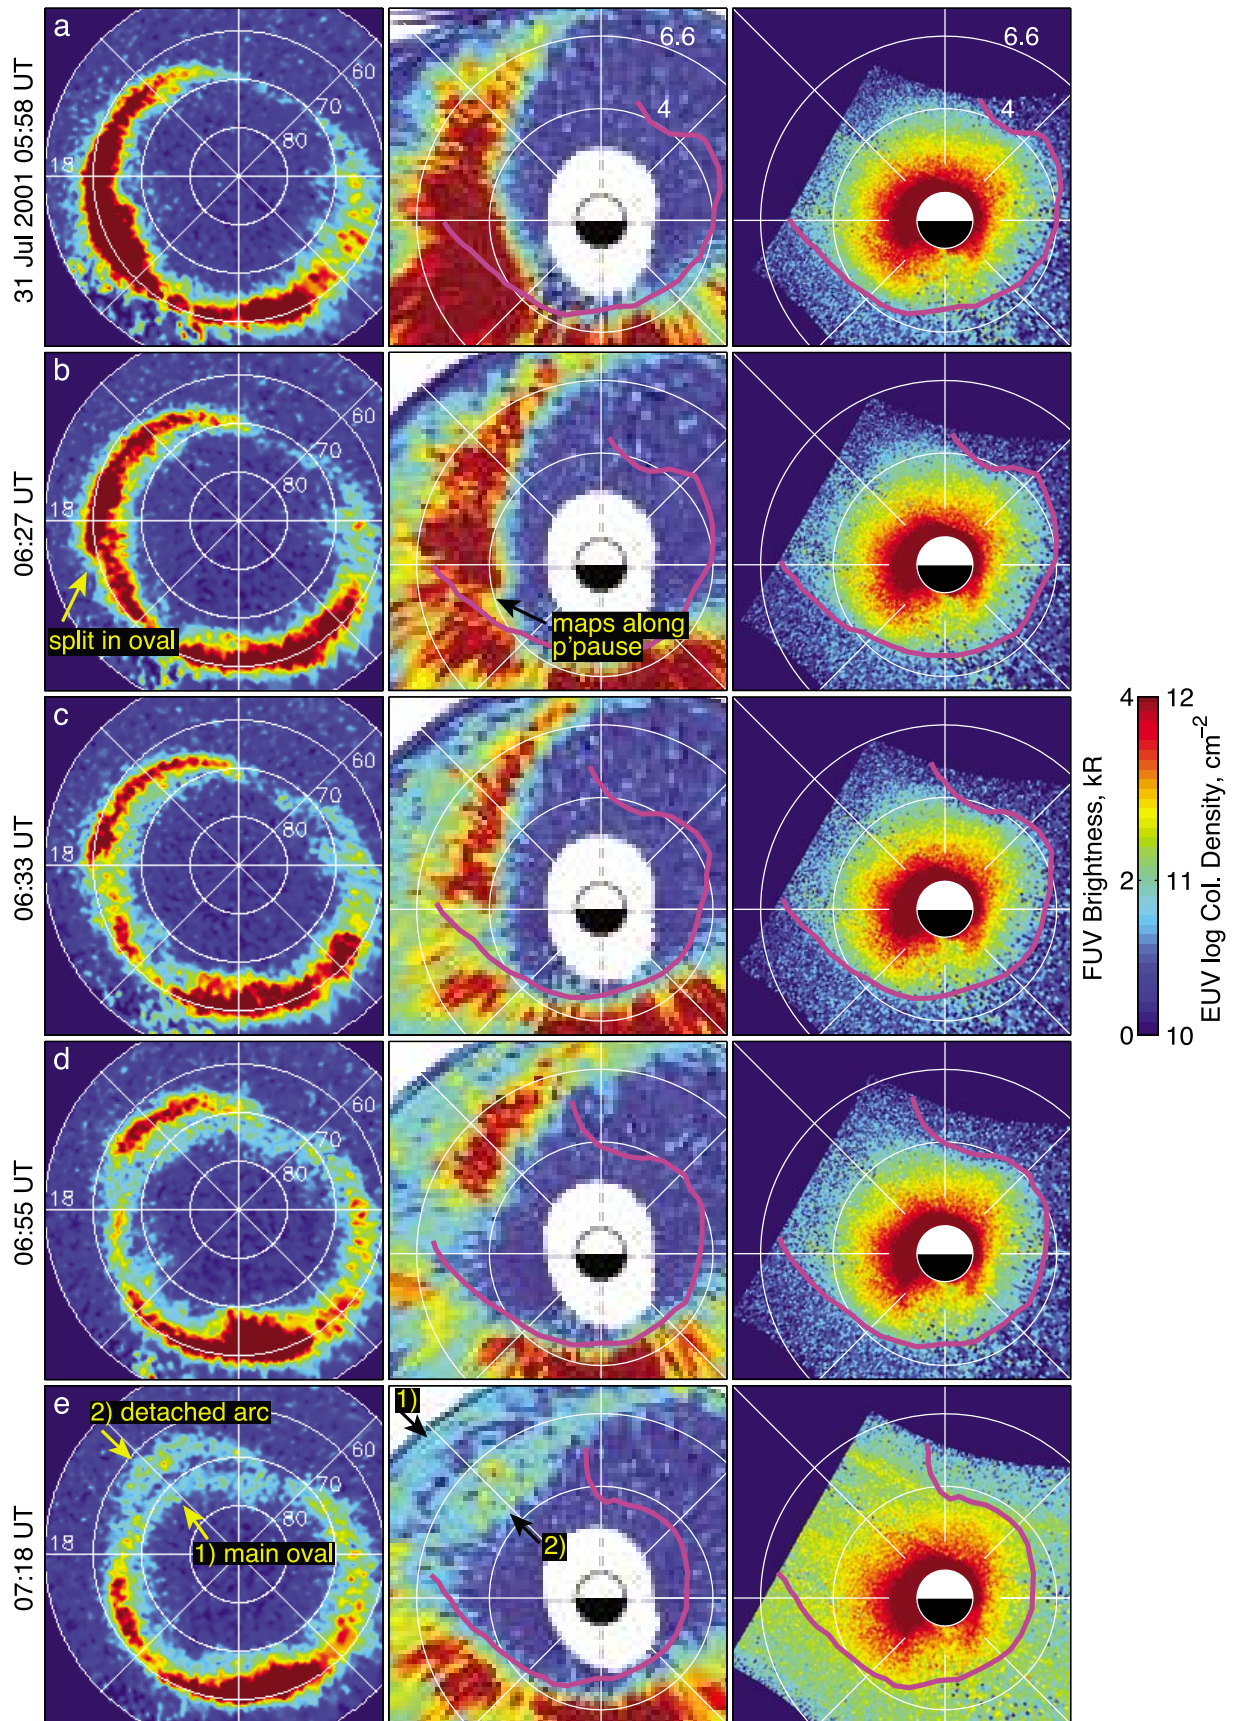 a
31 Jul 2001 05:58 UT
60
70
80
18
6.6
4
6.6
4
b
06:27 UT
60
70
80
18
split in oval
maps along
p'pause
c
06:33 UT
60
70
80
18
FUV Brightness, kR
4
2
0
12
11
10
EUV log Col. Density, cm−2
d
06:55 UT
60
70
80
18
e
07:18 UT
2) detached arc
60
70
80
18
1) main oval
1)
2)